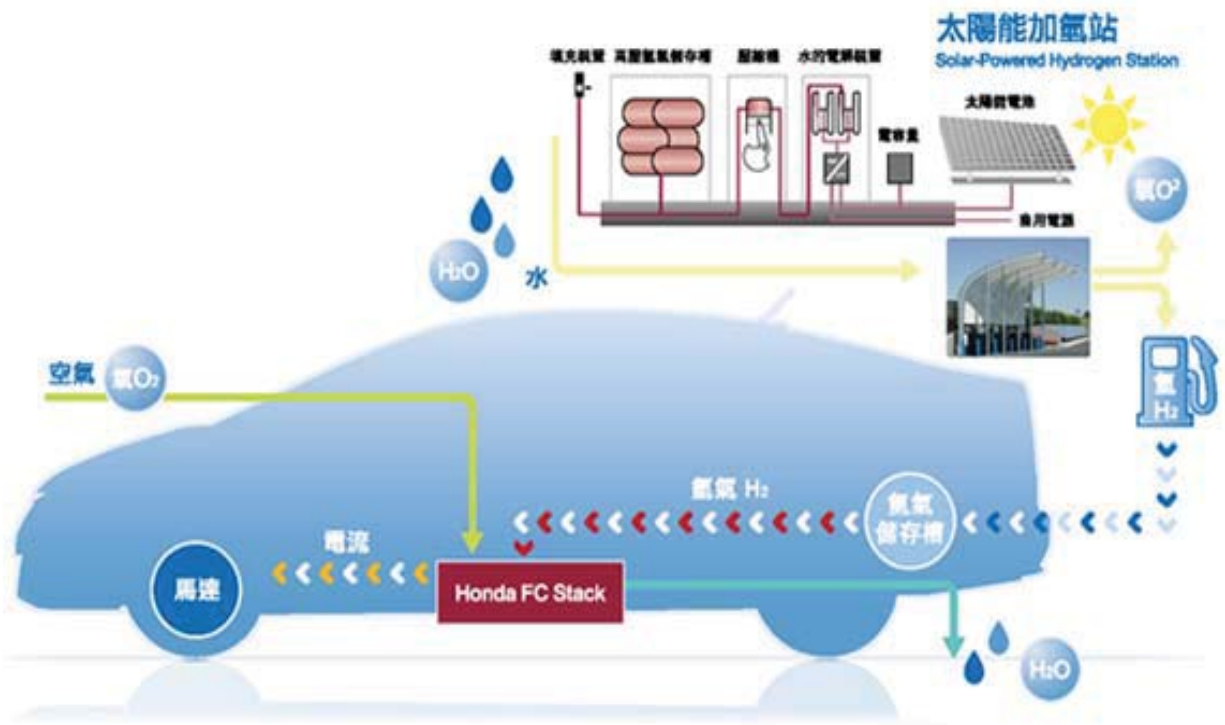 太陽能加氫站
Solar-Powered Hydrogen Station
填充裝置 高壓氫氣儲存槽 壓縮機 水的電解裝置
太陽能電池
電容量
商用電源
氧O²
H₂O
水
空氣 氧O₂
氫
H₂
氫氣 H₂
氫氣
儲存槽
電流
馬達
Honda FC Stack
H₂O